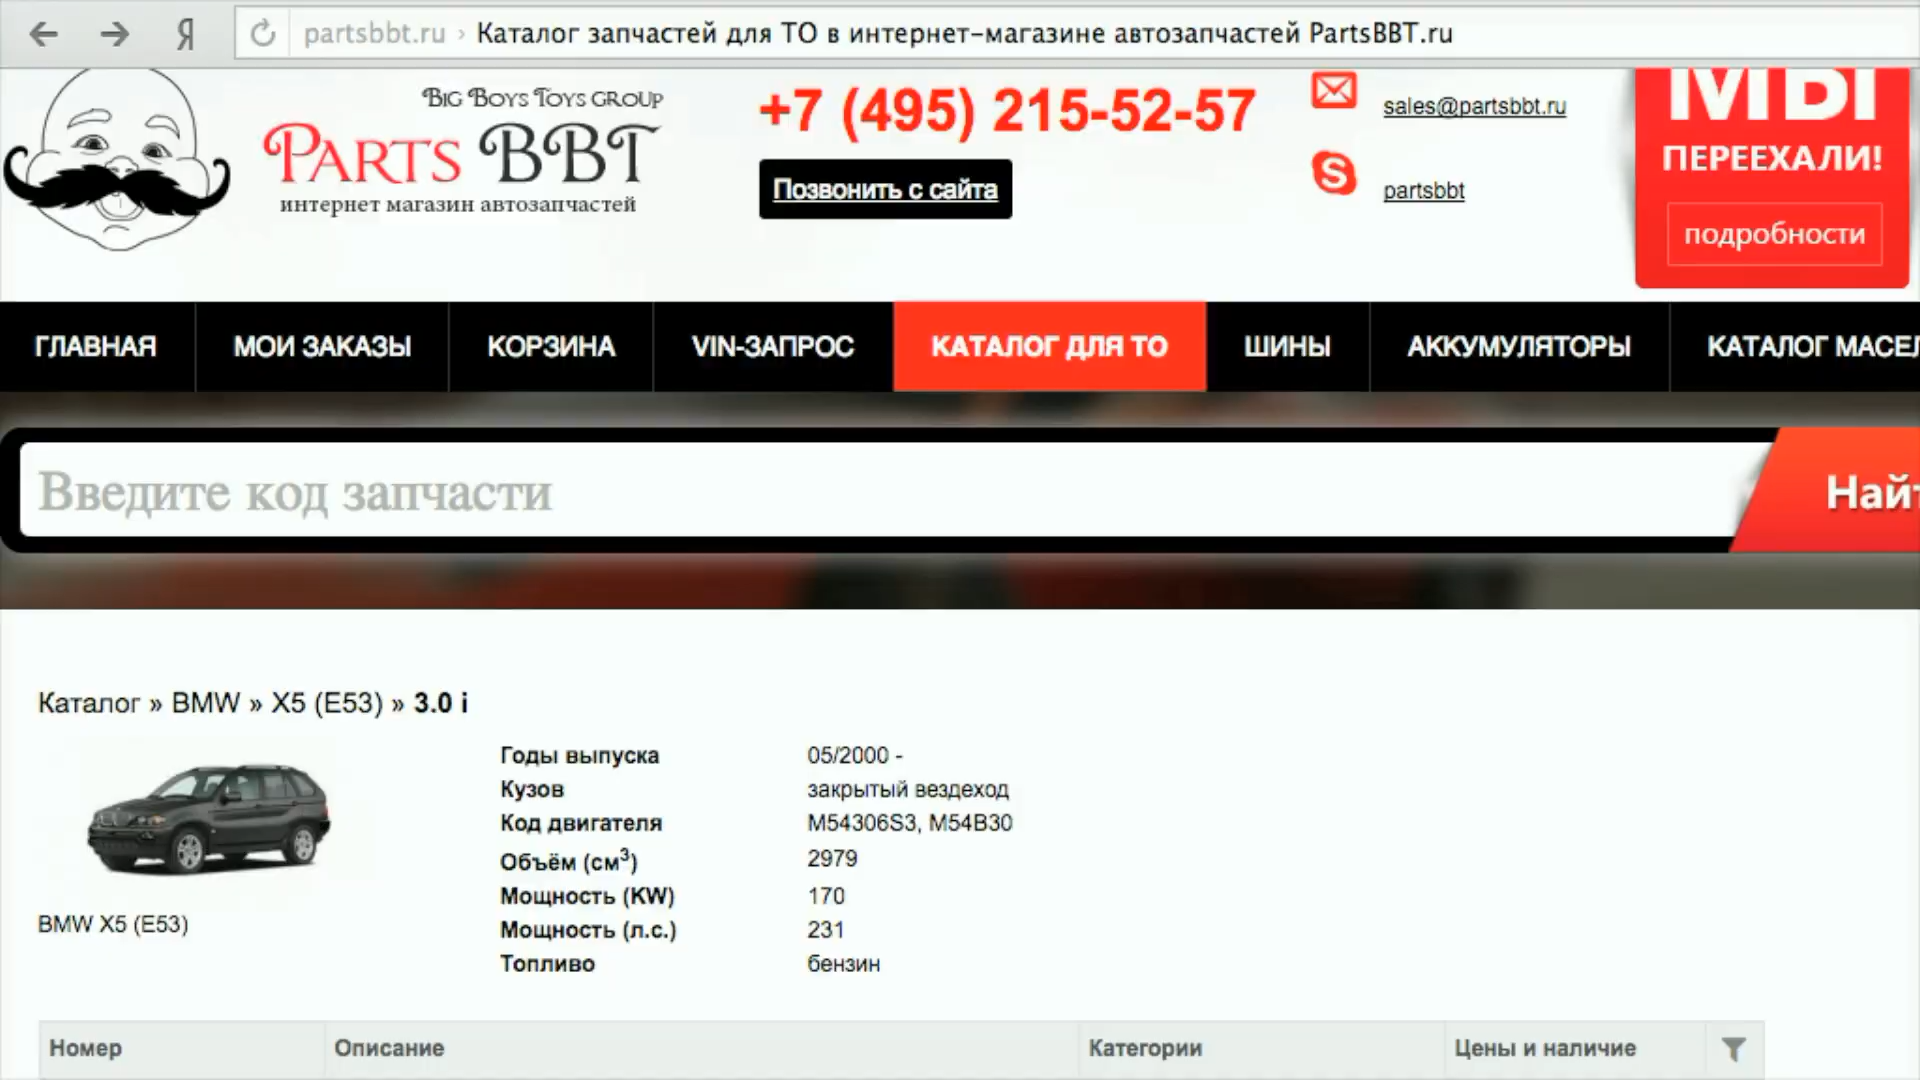 Я
partsbbt.ru › Каталог запчастей для ТО в интернет-магазине автозапчастей PartsBBT.ru
Big Boys Toys Group
Parts BBT
интернет магазин автозапчастей
+7 (495) 215-52-57
Позвонить с сайта
sales@partsbbt.ru
partsbbt
МЫ
ПЕРЕЕХАЛИ!
подробности
ГЛАВНАЯ
МОИ ЗАКАЗЫ
КОРЗИНА
VIN-ЗАПРОС
КАТАЛОГ ДЛЯ ТО
ШИНЫ
АККУМУЛЯТОРЫ
КАТАЛОГ МАСЕЛ
Введите код запчасти
Най
Каталог » BMW » X5 (E53) » 3.0 i
BMW X5 (E53)
Годы выпуска 05/2000 -
Кузов закрытый вездеход
Код двигателя M54306S3, M54B30
Объём (см³) 2979
Мощность (KW) 170
Мощность (л.с.) 231
Топливо бензин
Номер Описание Категории Цены и наличие